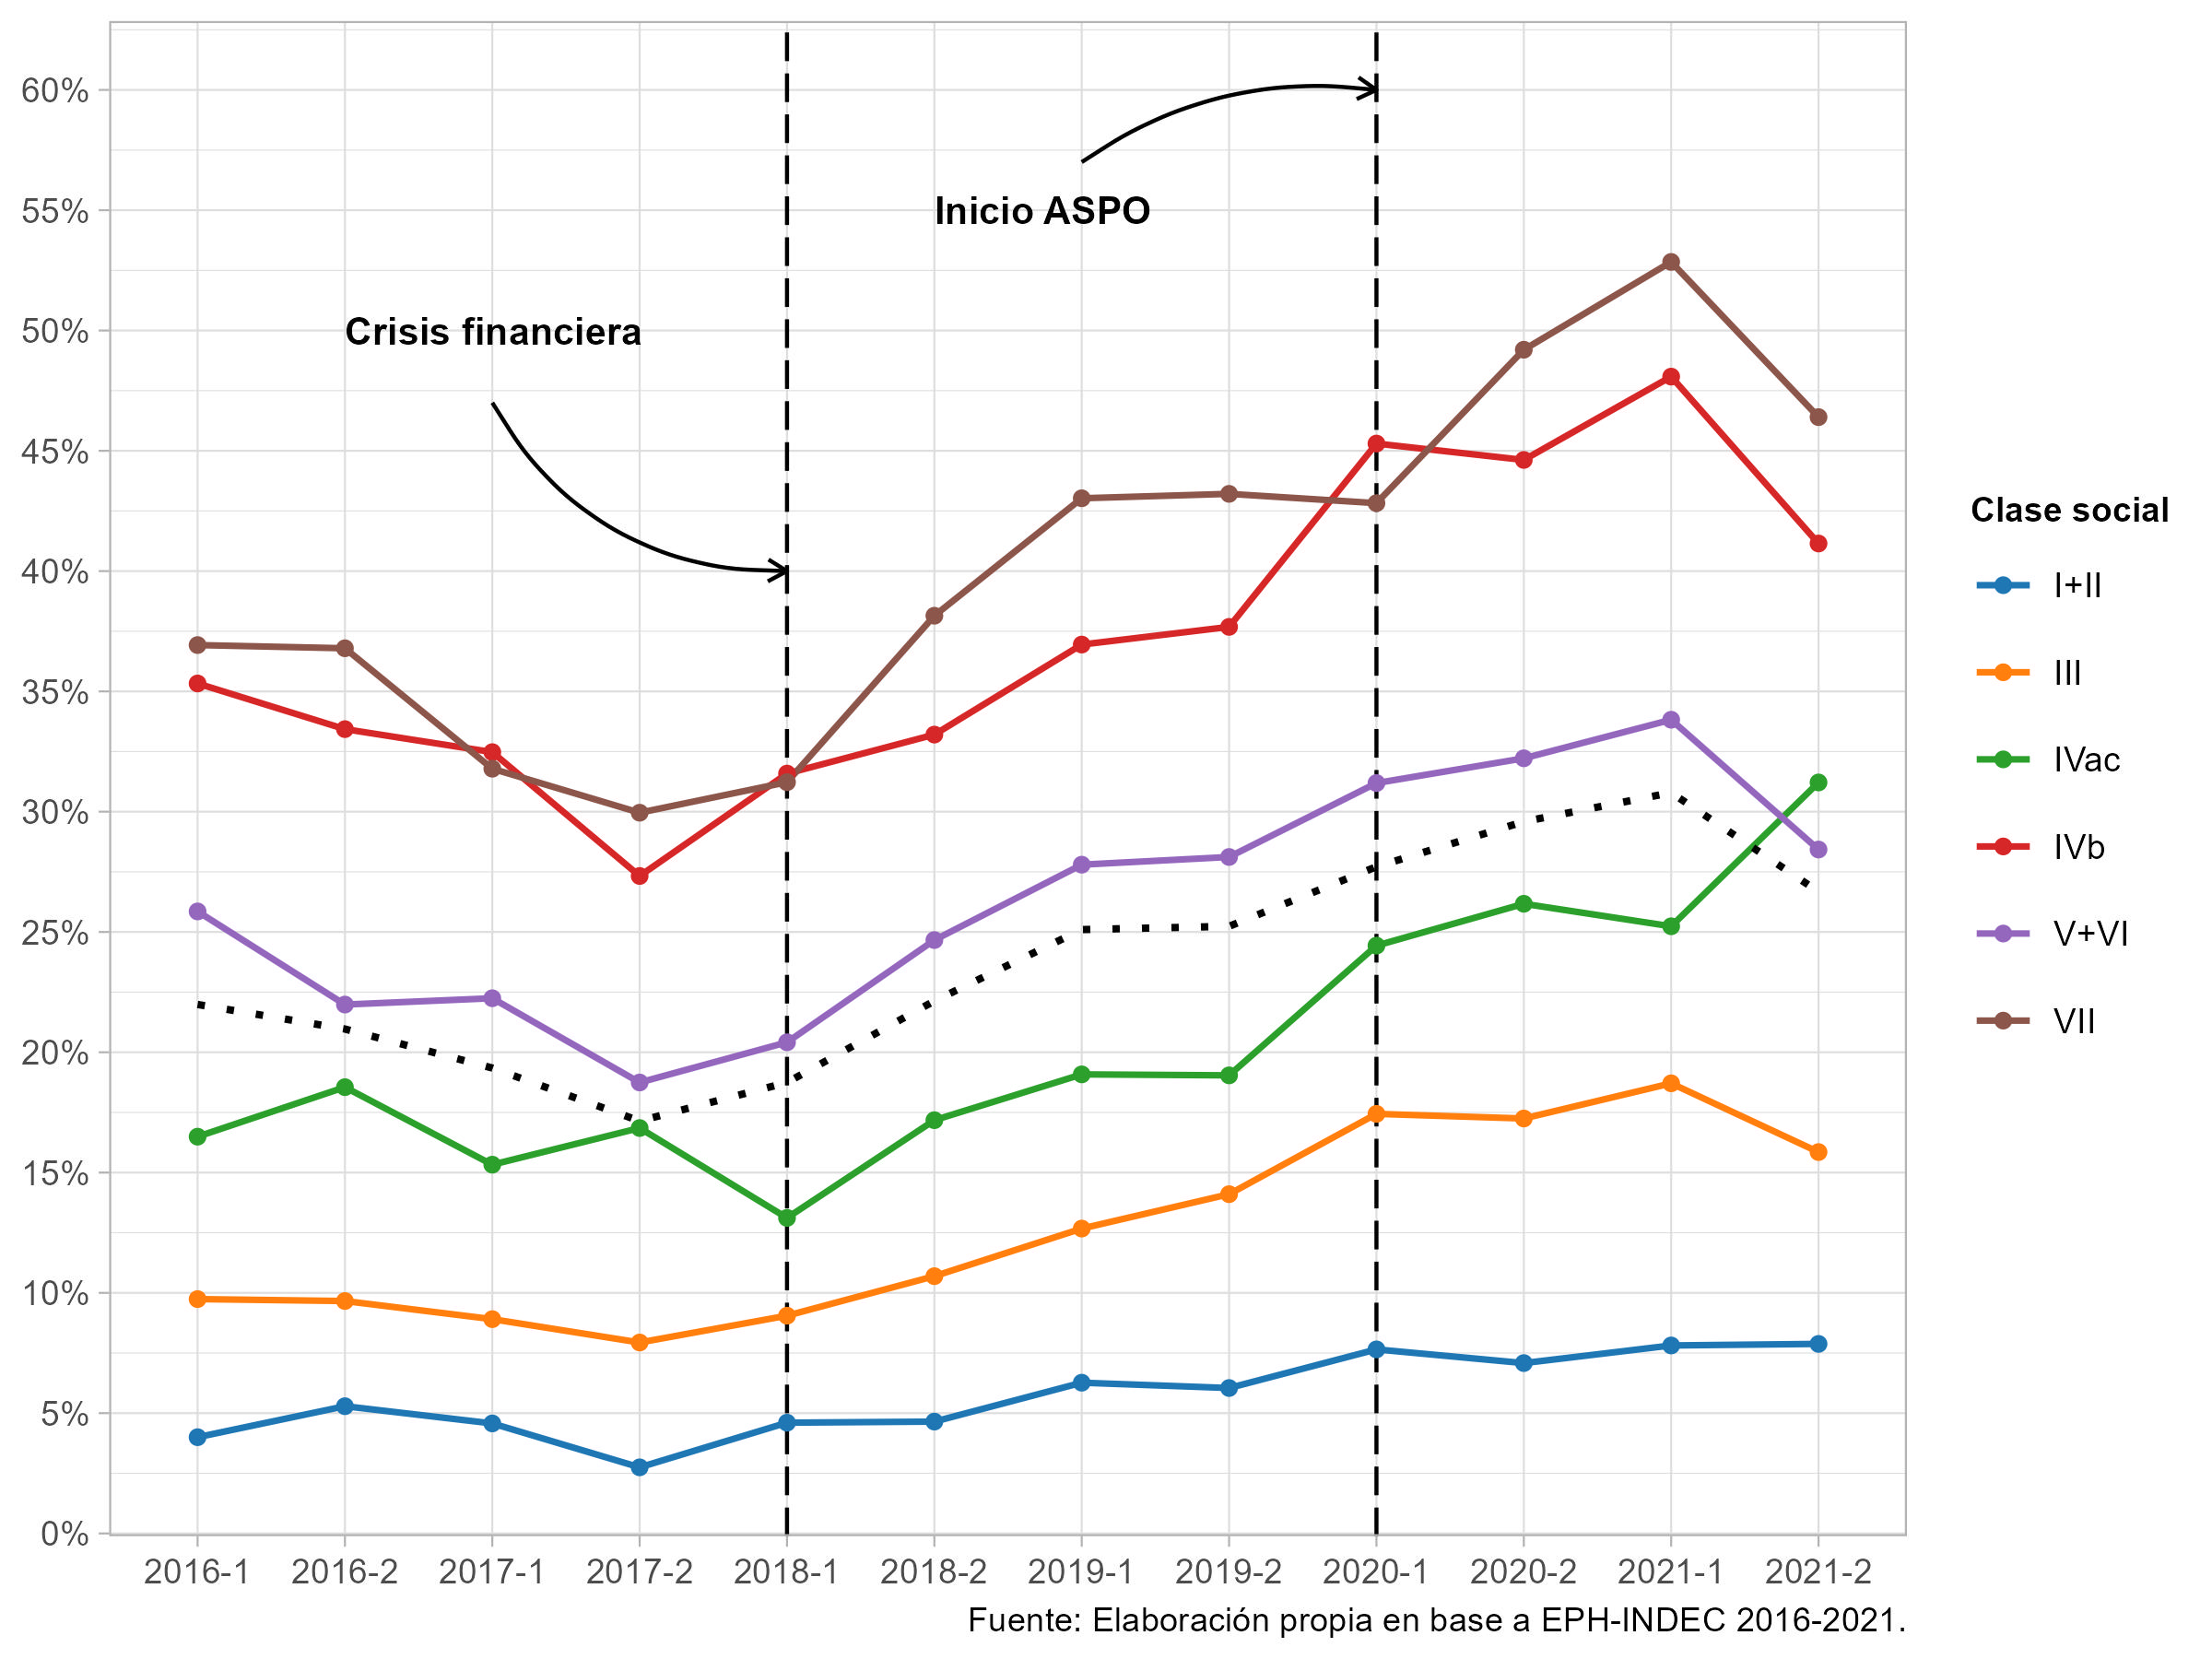 60%
55%
50%
45%
40%
35%
30%
25%
20%
15%
10%
5%
0%
Inicio ASPO
Crisis financiera
2016-1 2016-2 2017-1 2017-2 2018-1 2018-2 2019-1 2019-2 2020-1 2020-2 2021-1 2021-2
Fuente: Elaboración propia en base a EPH-INDEC 2016-2021.
Clase social
I+II
III
IVac
IVb
V+VI
VII